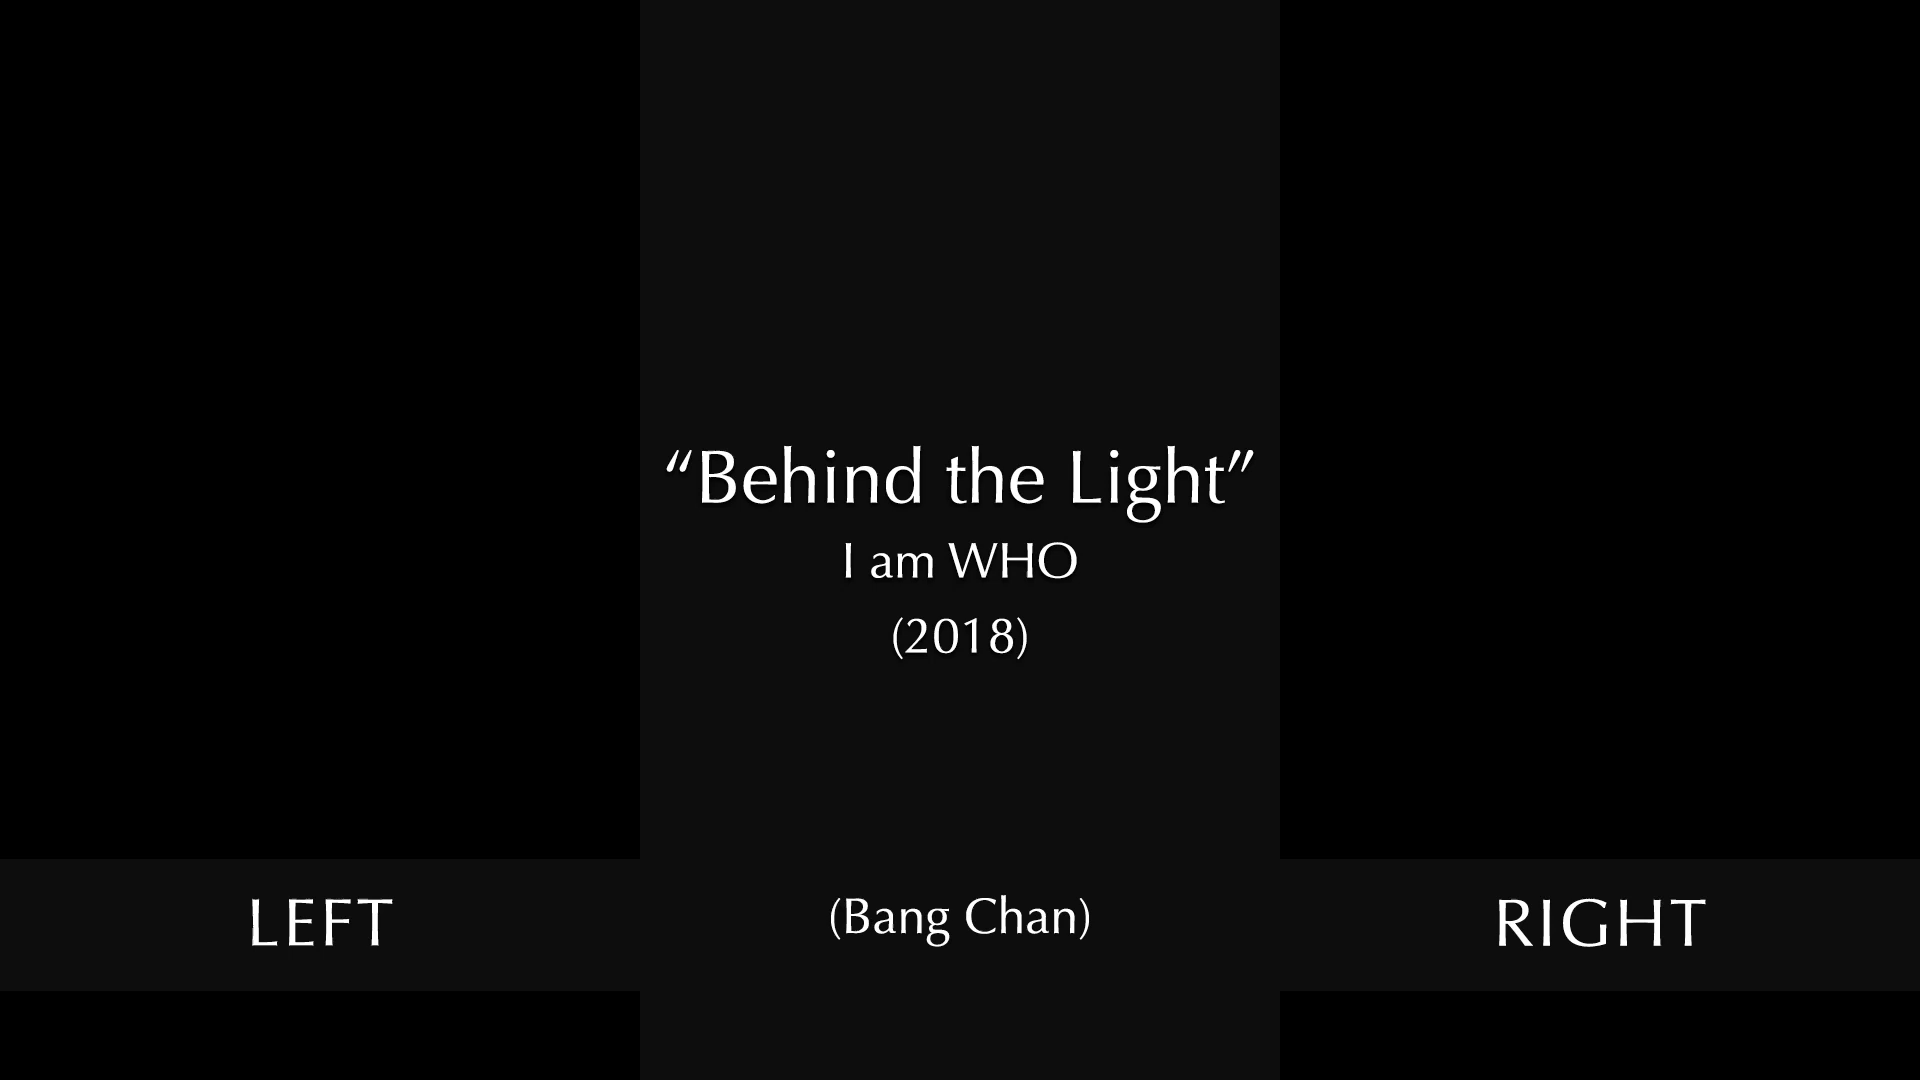 “Behind the Light”
I am WHO
(2018)
LEFT
(Bang Chan)
RIGHT